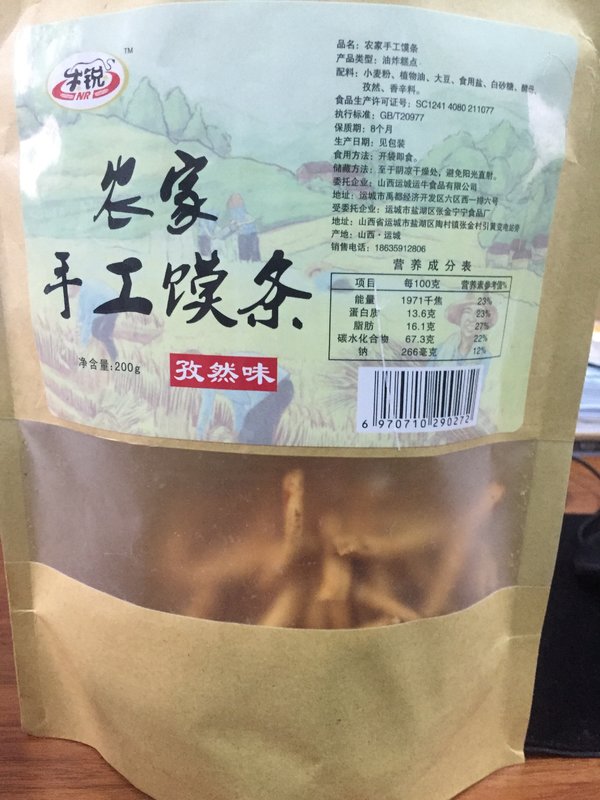 牛锐
NR
TM
农家
手工馍条
净含量:200g
孜然味
品名：农家手工馍条
产品类型：油炸糕点
配料：小麦粉、植物油、大豆、食用盐、白砂糖、酵母、
孜然、香辛料。
食品生产许可证号：SC1241 4080 211077
执行标准：GB/T20977
保质期：8个月
生产日期：见包装
食用方法：开袋即食。
储藏方法：至于阴凉干燥处，避免阳光直射。
委托企业：山西运城运牛食品有限公司
地址：运城市禹都经济开发区六区西一排六号
受委托企业：运城市盐湖区张金宁宁食品厂
地址：山西省运城市盐湖区陶村镇张金村引黄变电站旁
产地：山西·运城
销售电话：18635912806
营养成分表
项目 每100克 营养素参考值%
能量 1971千焦 23%
蛋白质 13.6克 23%
脂肪 16.1克 27%
碳水化合物 67.3克 22%
钠 266毫克 12%
6 970710 290272